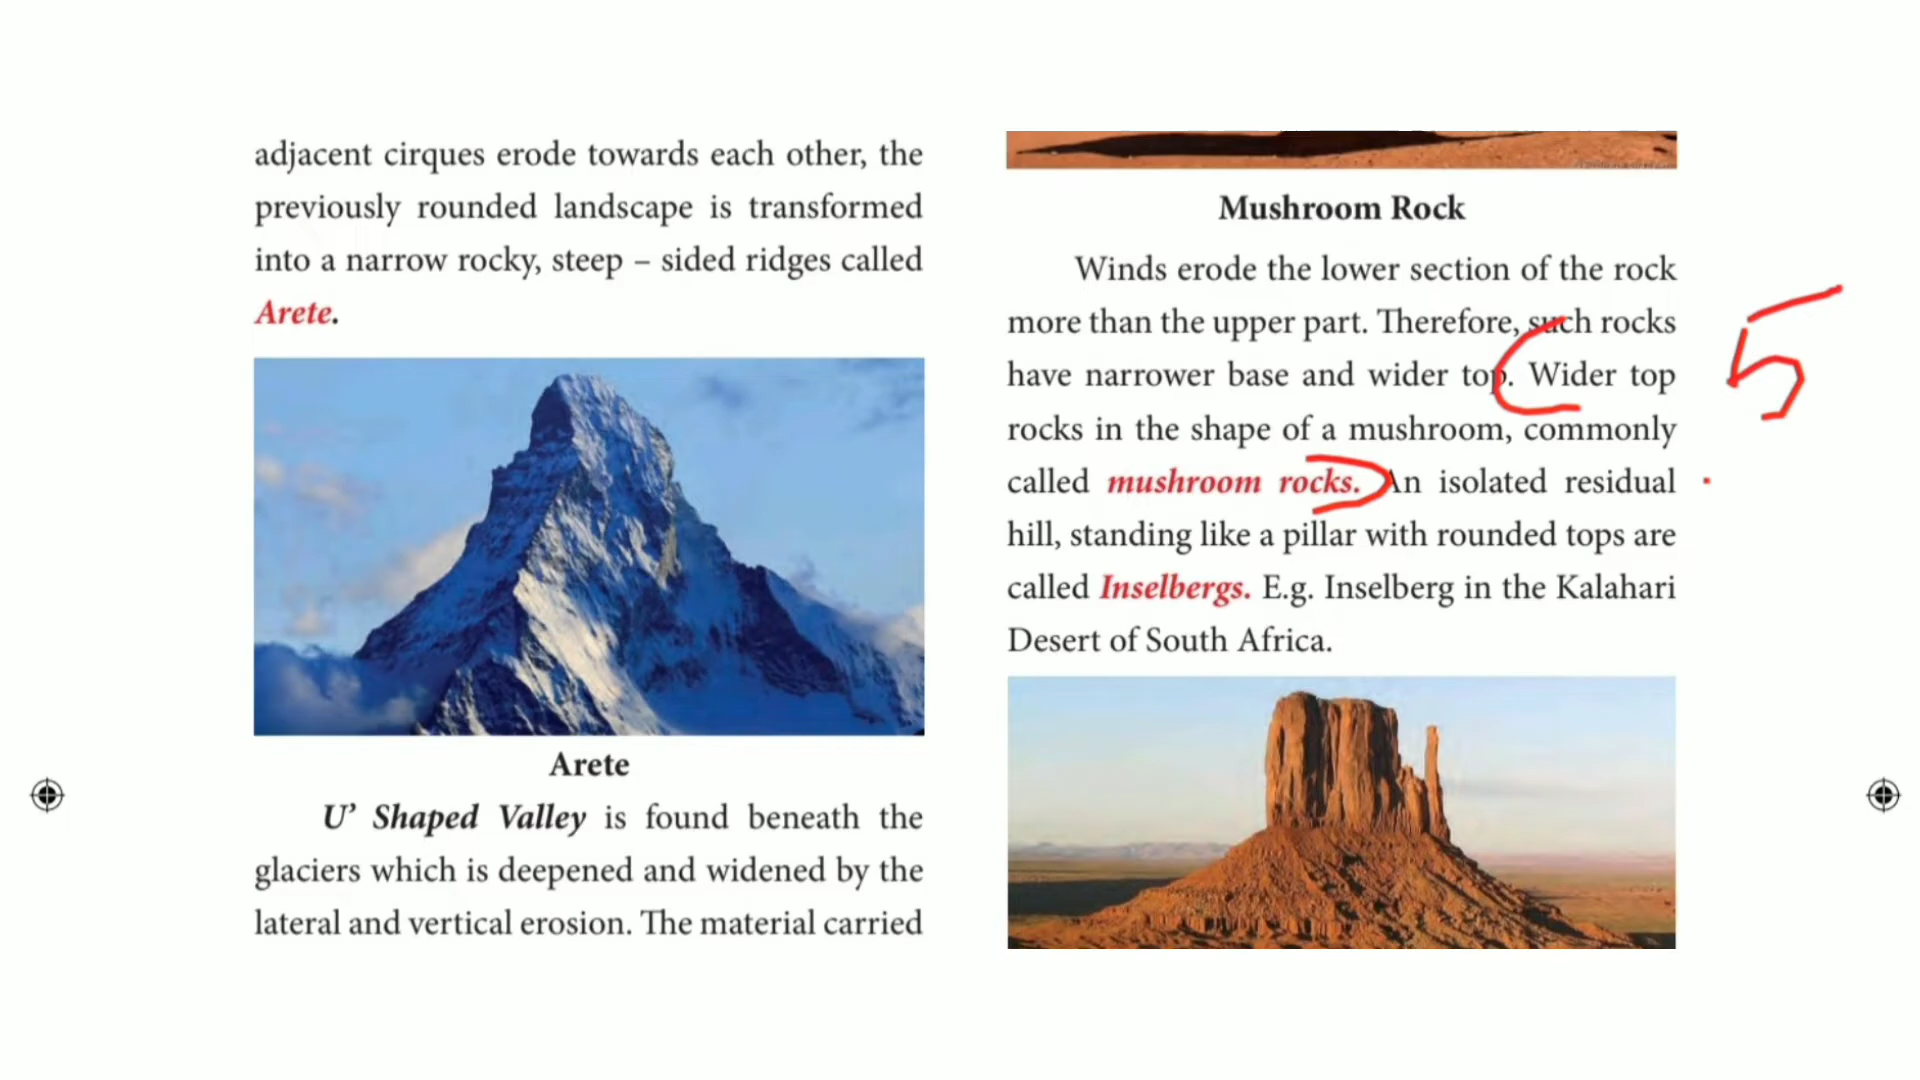 adjacent cirques erode towards each other, the
previously rounded landscape is transformed
into a narrow rocky, steep – sided ridges called
Arete.
Arete
U’ Shaped Valley is found beneath the
glaciers which is deepened and widened by the
lateral and vertical erosion. The material carried
Mushroom Rock
Winds erode the lower section of the rock
more than the upper part. Therefore, such rocks
have narrower base and wider top. Wider top
rocks in the shape of a mushroom, commonly
called mushroom rocks. An isolated residual
hill, standing like a pillar with rounded tops are
called Inselbergs. E.g. Inselberg in the Kalahari
Desert of South Africa.
5